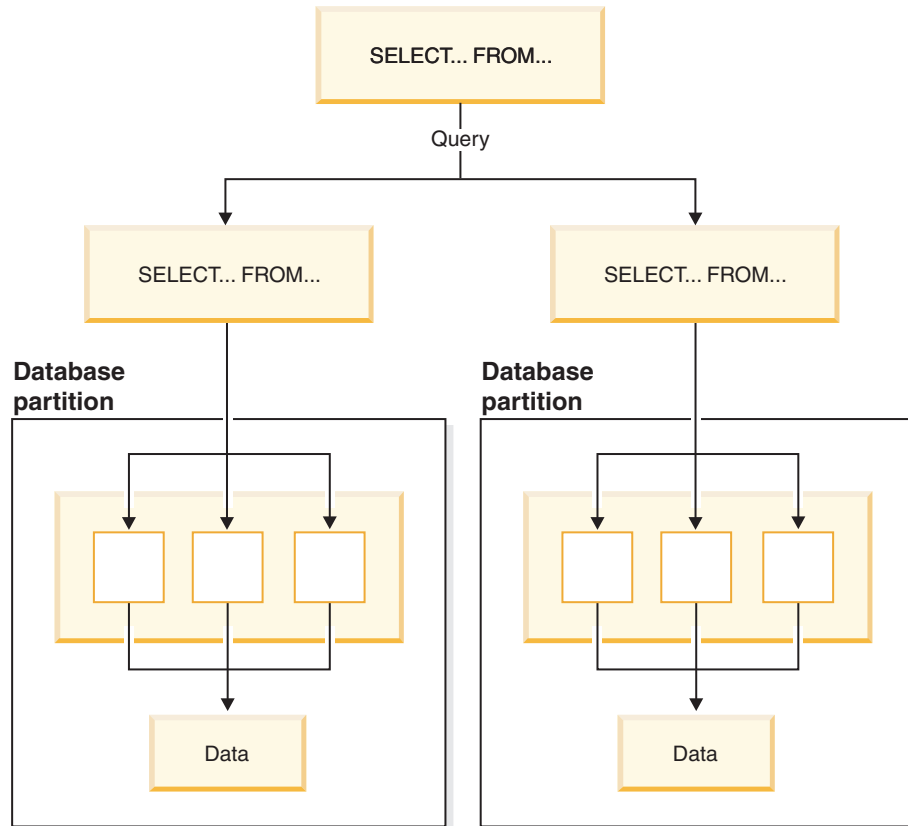 SELECT... FROM...
Query
SELECT... FROM...
SELECT... FROM...
Database
partition
Database
partition
Data
Data